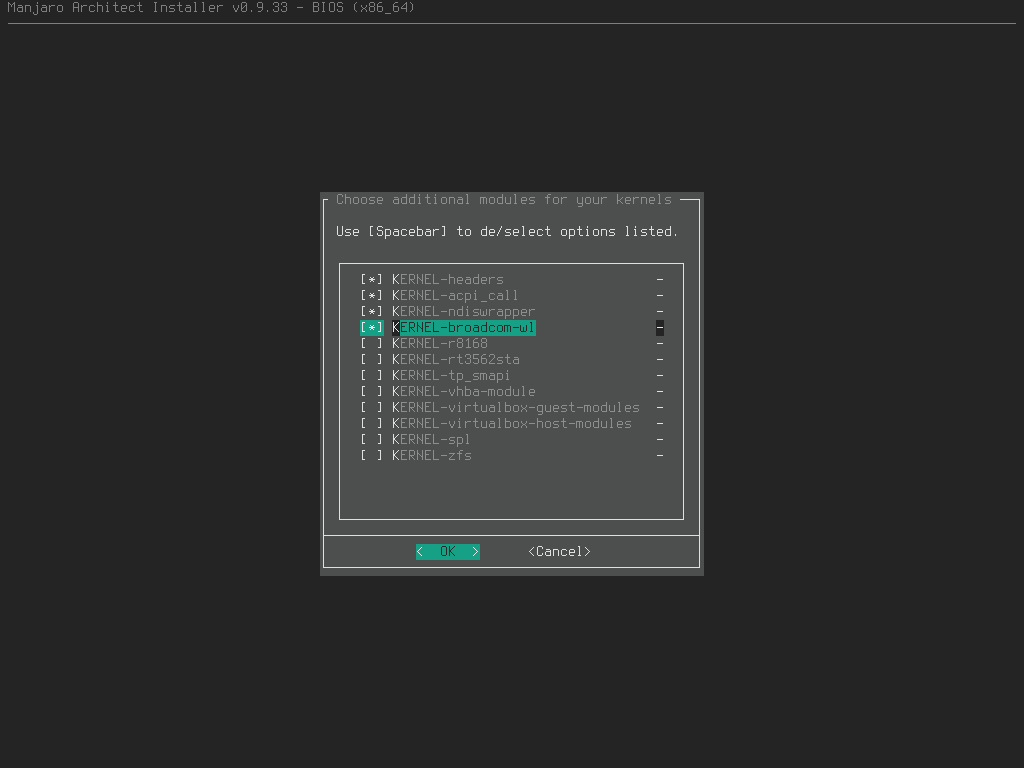 Manjaro Architect Installer v0.9.33 - BIOS (x86_64)
Choose additional modules for your kernels
Use [Spacebar] to de/select options listed.
[*] KERNEL-headers -
[*] KERNEL-acpi_call -
[*] KERNEL-ndiswrapper -
[*] KERNEL-broadcom-wl -
[ ] KERNEL-r8168 -
[ ] KERNEL-rt3562sta -
[ ] KERNEL-tp_smapi -
[ ] KERNEL-vhba-module -
[ ] KERNEL-virtualbox-guest-modules -
[ ] KERNEL-virtualbox-host-modules -
[ ] KERNEL-spl -
[ ] KERNEL-zfs -
< OK > <Cancel>